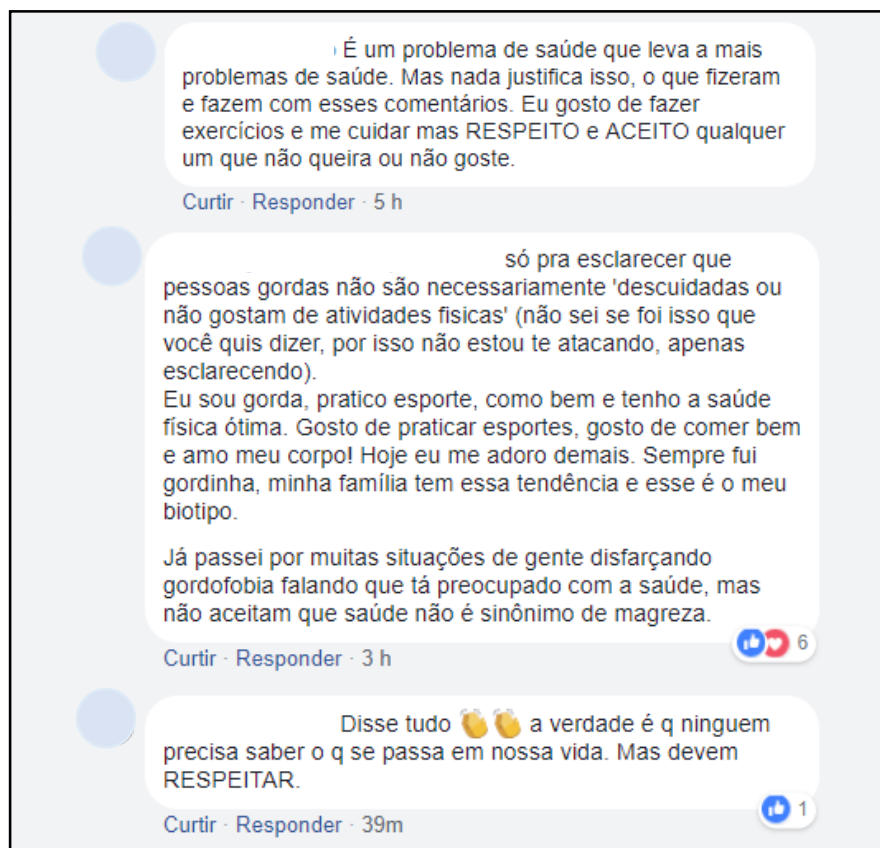 É um problema de saúde que leva a mais
problemas de saúde. Mas nada justifica isso, o que fizeram
e fazem com esses comentários. Eu gosto de fazer
exercícios e me cuidar mas RESPEITO e ACEITO qualquer
um que não queira ou não goste.
Curtir · Responder · 5 h
só pra esclarecer que
pessoas gordas não são necessariamente 'descuidadas ou
não gostam de atividades fisicas' (não sei se foi isso que
você quis dizer, por isso não estou te atacando, apenas
esclarecendo).
Eu sou gorda, pratico esporte, como bem e tenho a saúde
física ótima. Gosto de praticar esportes, gosto de comer bem
e amo meu corpo! Hoje eu me adoro demais. Sempre fui
gordinha, minha família tem essa tendência e esse é o meu
biotipo.
Já passei por muitas situações de gente disfarçando
gordofobia falando que tá preocupado com a saúde, mas
não aceitam que saúde não é sinônimo de magreza.
6
Curtir · Responder · 3 h
Disse tudo 👏👏 a verdade é q ninguem
precisa saber o q se passa em nossa vida. Mas devem
RESPEITAR.
1
Curtir · Responder · 39m